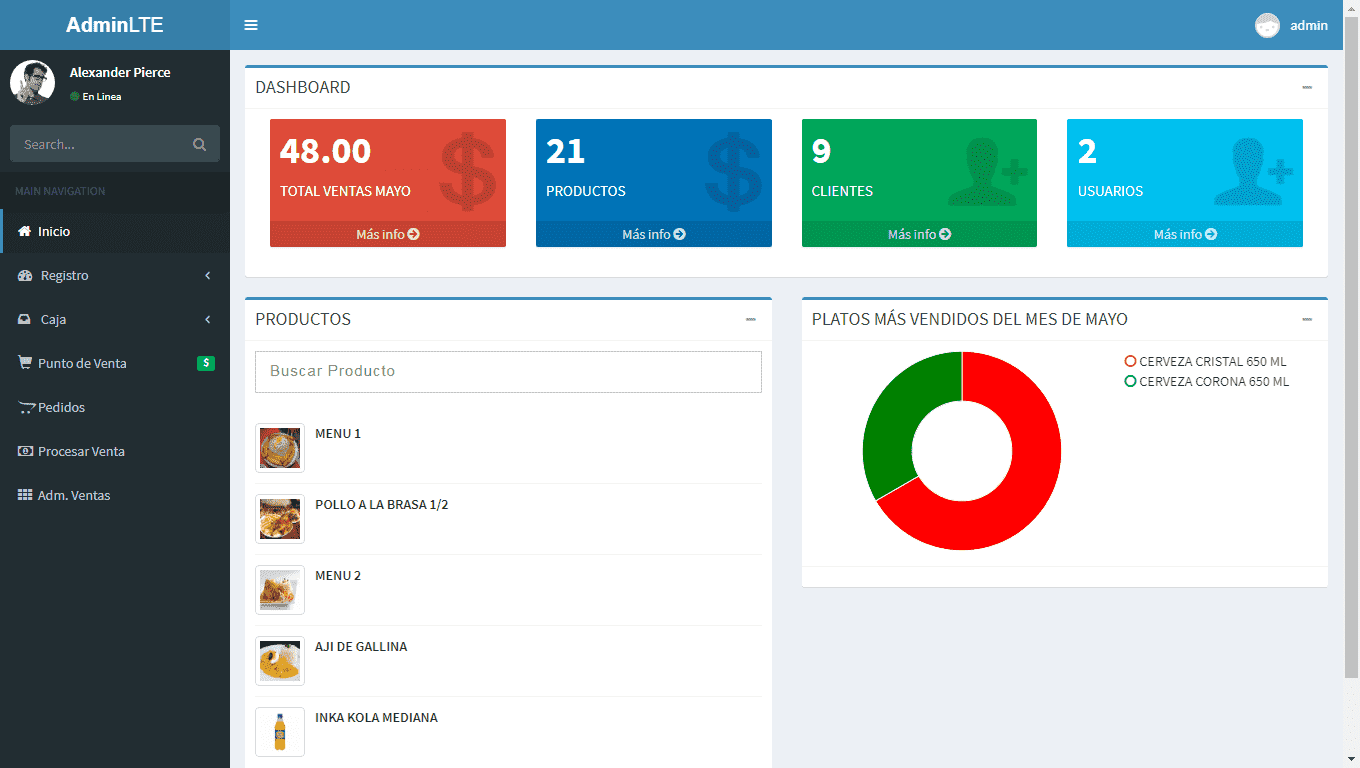 AdminLTE
admin
Alexander Pierce
En Linea
Search...
MAIN NAVIGATION
Inicio
Registro
Caja
Punto de Venta
$
Pedidos
Procesar Venta
Adm. Ventas
DASHBOARD
48.00
TOTAL VENTAS MAYO
Más info
21
PRODUCTOS
Más info
9
CLIENTES
Más info
2
USUARIOS
Más info
PRODUCTOS
Buscar Producto
MENU 1
POLLO A LA BRASA 1/2
MENU 2
AJI DE GALLINA
INKA KOLA MEDIANA
PLATOS MÁS VENDIDOS DEL MES DE MAYO
CERVEZA CRISTAL 650 ML
CERVEZA CORONA 650 ML